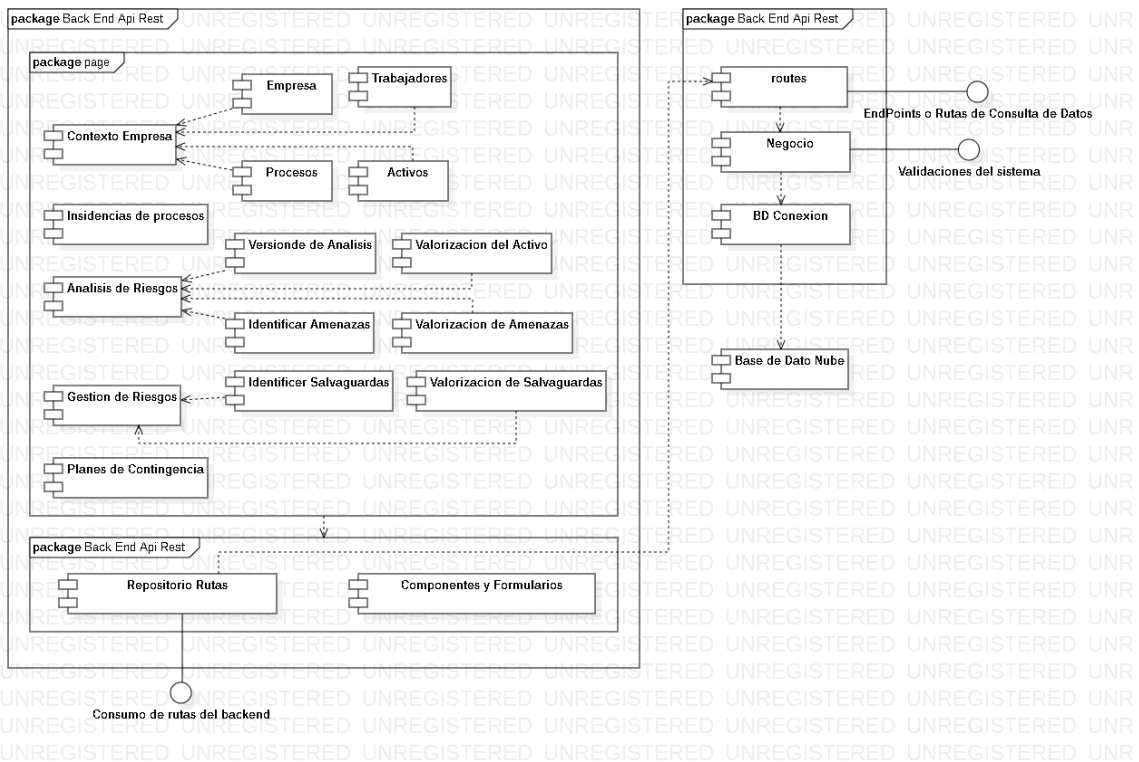 package Back End Api Rest
package page
Empresa
Trabajadores
Contexto Empresa
Procesos
Activos
Insidencias de procesos
Versionde de Analisis
Valorizacion del Activo
Analisis de Riesgos
Identificar Amenazas
Valorizacion de Amenazas
Identificer Salvaguardas
Valorizacion de Salvaguardas
Gestion de Riesgos
Planes de Contingencia
package Back End Api Rest
Repositorio Rutas
Componentes y Formularios
Consumo de rutas del backend
package Back End Api Rest
routes
EndPoints o Rutas de Consulta de Datos
Negocio
Validaciones del sistema
BD Conexion
Base de Dato Nube
UNREGISTERED